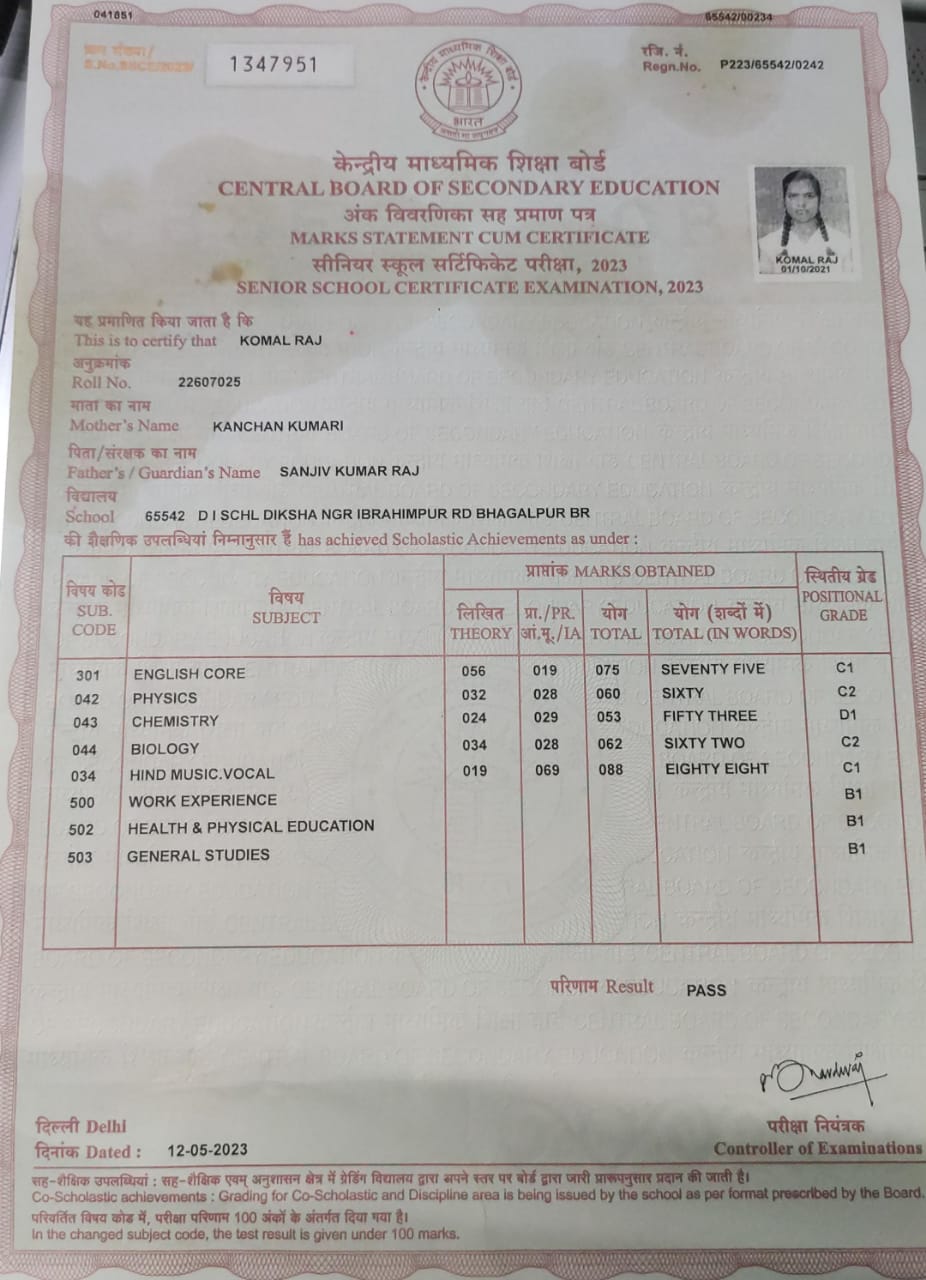 041851
65542/00234
क्रम संख्या/
S.No.SSCE/2023/
1347951
रजि. नं.
Regn.No. P223/65542/0242
केन्द्रीय माध्यमिक शिक्षा बोर्ड
भारत
केन्द्रीय माध्यमिक शिक्षा बोर्ड
CENTRAL BOARD OF SECONDARY EDUCATION
अंक विवरणिका सह प्रमाण पत्र
MARKS STATEMENT CUM CERTIFICATE
सीनियर स्कूल सर्टिफिकेट परीक्षा, 2023
SENIOR SCHOOL CERTIFICATE EXAMINATION, 2023
KOMAL RAJ
01/10/2021
यह प्रमाणित किया जाता है कि
This is to certify that KOMAL RAJ
अनुक्रमांक
Roll No. 22607025
माता का नाम
Mother's Name KANCHAN KUMARI
पिता/संरक्षक का नाम
Father's / Guardian's Name SANJIV KUMAR RAJ
विद्यालय
School 65542 D I SCHL DIKSHA NGR IBRAHIMPUR RD BHAGALPUR BR
की शैक्षणिक उपलब्धियां निम्नानुसार हैं has achieved Scholastic Achievements as under :
विषय कोड
SUB.
CODE
विषय
SUBJECT
प्राप्तांक MARKS OBTAINED
लिखित
THEORY
प्रा./PR.
आं.मू./IA
योग
TOTAL
योग (शब्दों में)
TOTAL (IN WORDS)
स्थितीय ग्रेड
POSITIONAL
GRADE
301 ENGLISH CORE 056 019 075 SEVENTY FIVE C1
042 PHYSICS 032 028 060 SIXTY C2
043 CHEMISTRY 024 029 053 FIFTY THREE D1
044 BIOLOGY 034 028 062 SIXTY TWO C2
034 HIND MUSIC.VOCAL 019 069 088 EIGHTY EIGHT C1
500 WORK EXPERIENCE B1
502 HEALTH & PHYSICAL EDUCATION B1
503 GENERAL STUDIES B1
परिणाम Result PASS
दिल्ली Delhi
दिनांक Dated : 12-05-2023
परीक्षा नियंत्रक
Controller of Examinations
सह-शैक्षिक उपलब्धियां : सह-शैक्षिक एवम् अनुशासन क्षेत्र में ग्रेडिंग विद्यालय द्वारा अपने स्तर पर बोर्ड द्वारा जारी प्रारूपनुसार प्रदान की जाती है।
Co-Scholastic achievements : Grading for Co-Scholastic and Discipline area is being issued by the school as per format prescribed by the Board.
परिवर्तित विषय कोड में, परीक्षा परिणाम 100 अंकों के अंतर्गत दिया गया है।
In the changed subject code, the test result is given under 100 marks.